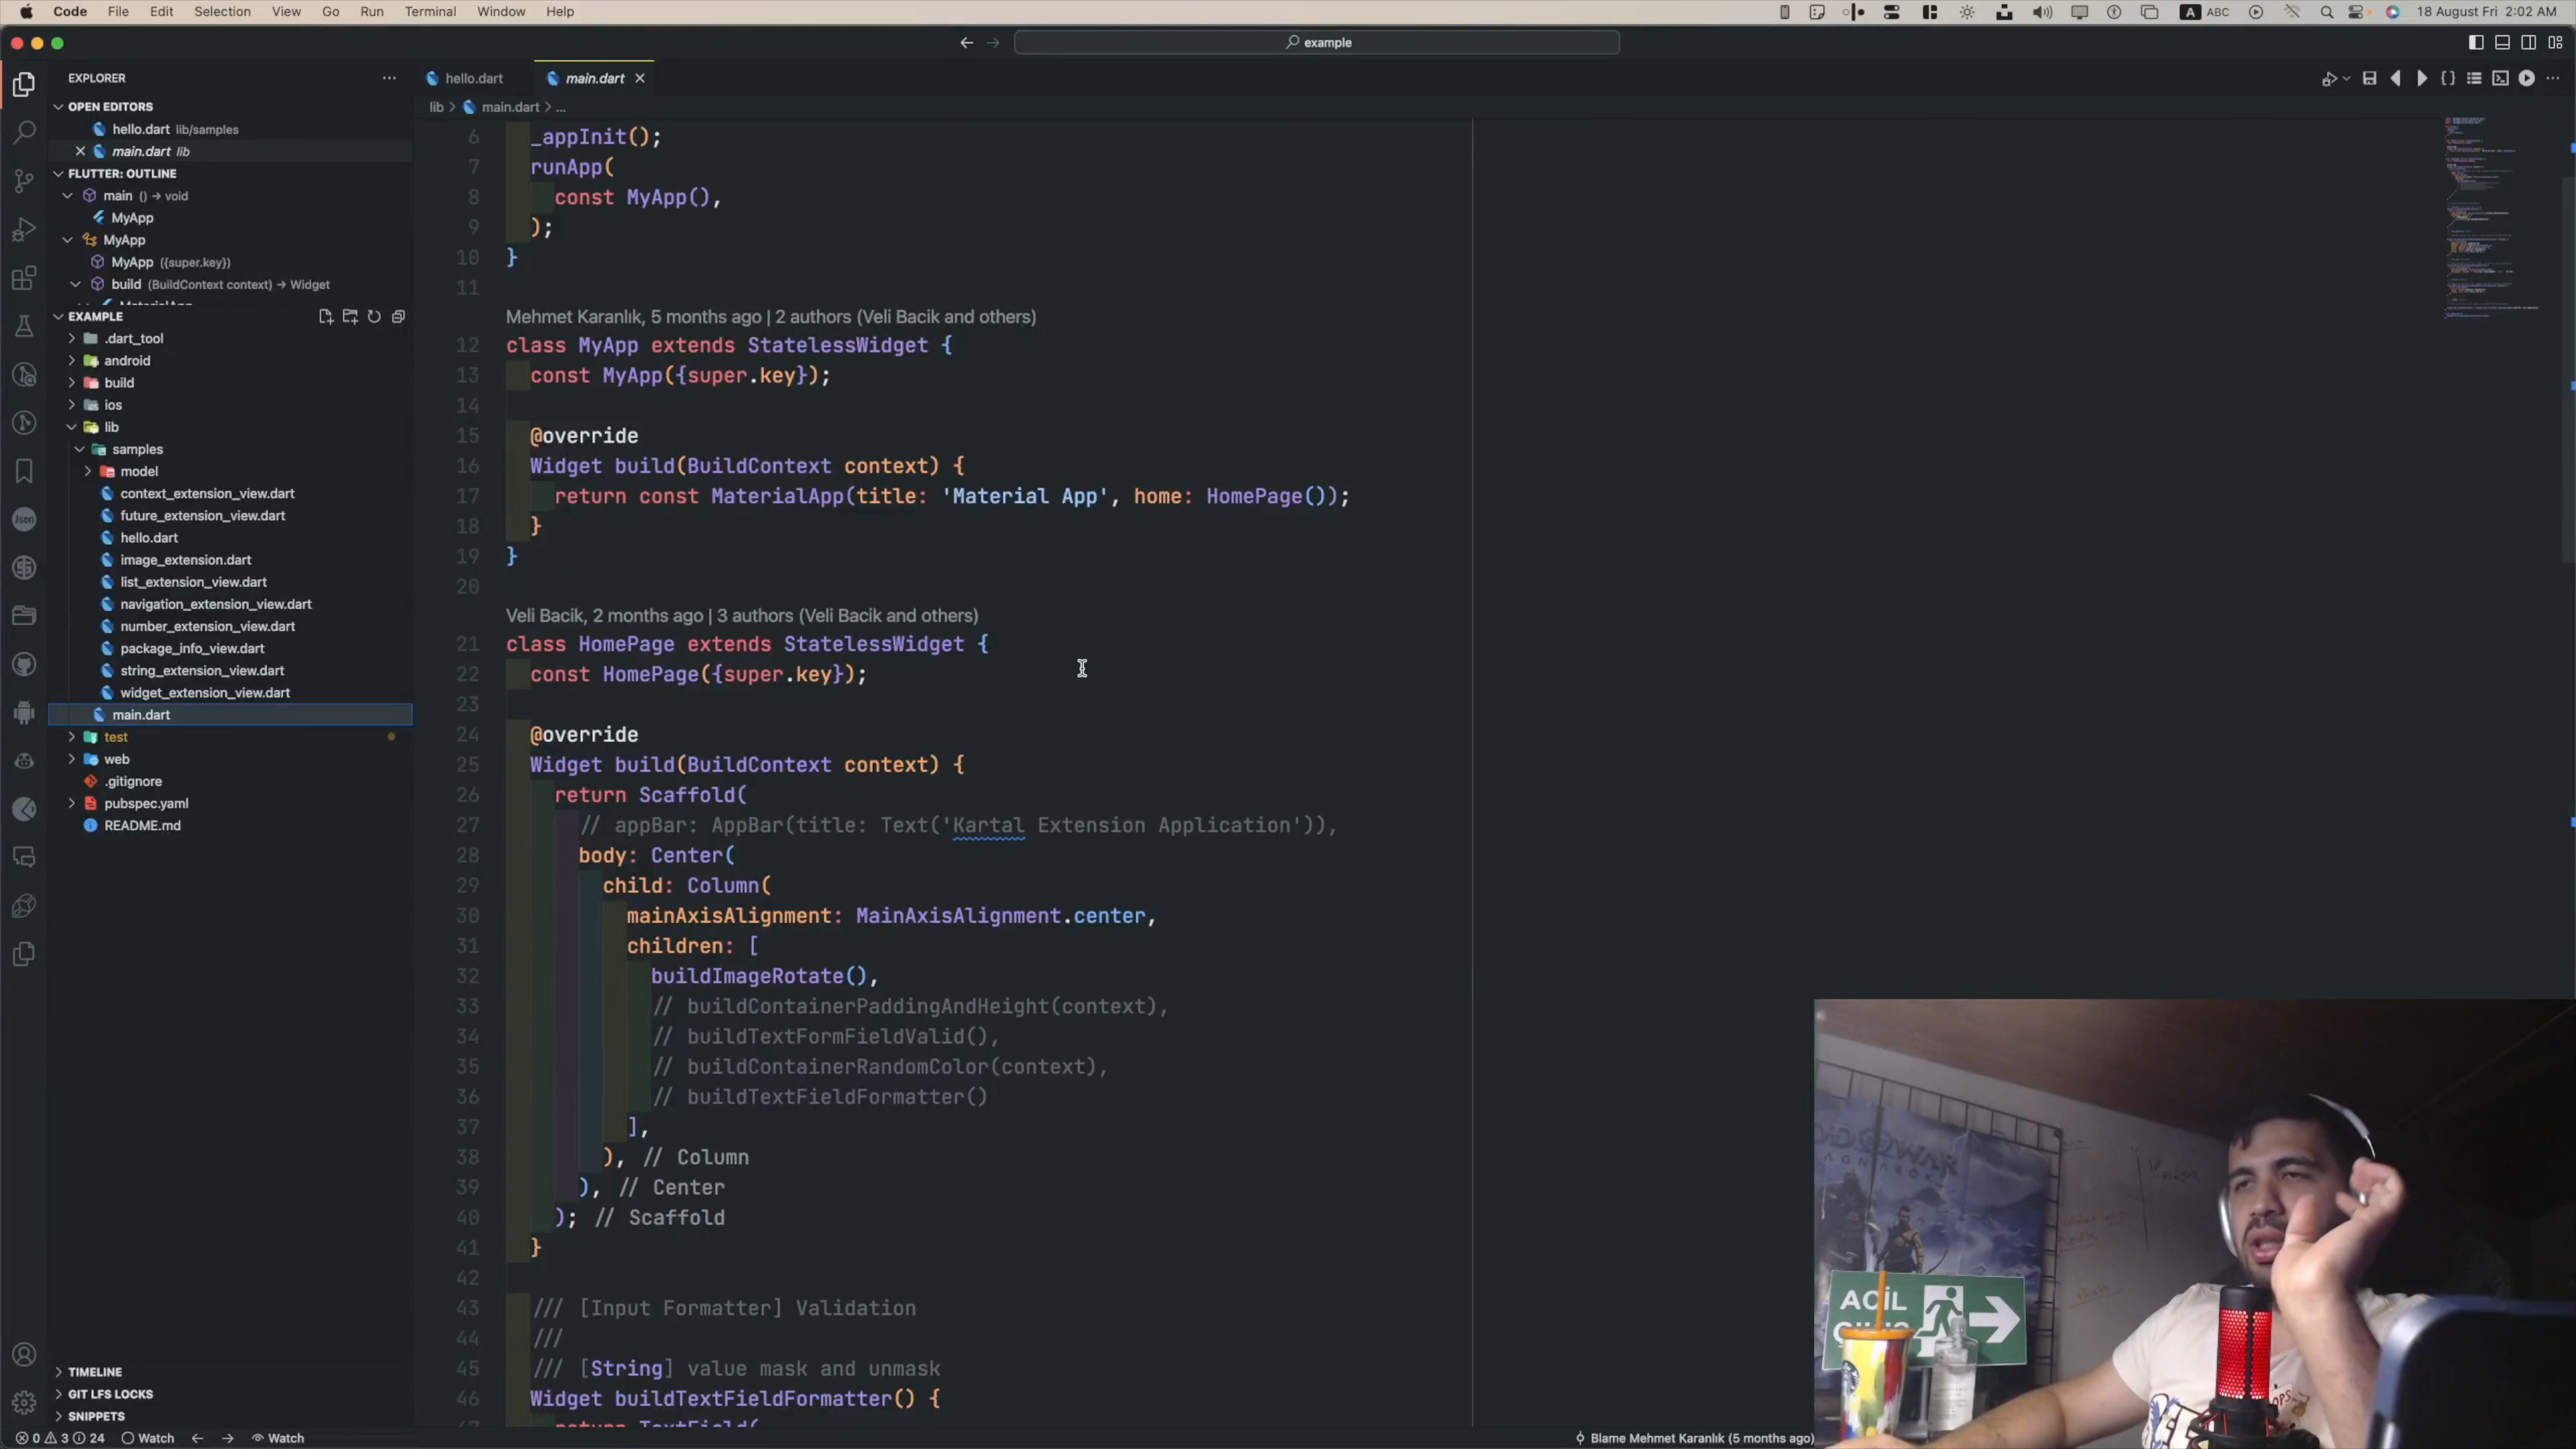 Code File Edit Selection View Go Run Terminal Window Help
A ABC 18 August Fri 2:02 AM
example
EXPLORER
hello.dart
main.dart
OPEN EDITORS
hello.dart lib/samples
main.dart lib
FLUTTER: OUTLINE
main () → void
MyApp
MyApp
MyApp ({super.key})
build (BuildContext context) → Widget
MaterialApp
EXAMPLE
.dart_tool
android
build
ios
lib
samples
model
context_extension_view.dart
future_extension_view.dart
hello.dart
image_extension.dart
list_extension_view.dart
navigation_extension_view.dart
number_extension_view.dart
package_info_view.dart
string_extension_view.dart
widget_extension_view.dart
main.dart
test
web
.gitignore
pubspec.yaml
README.md
TIMELINE
GIT LFS LOCKS
SNIPPETS
Json
lib > main.dart > ...
6 _appInit();
7 runApp(
8 const MyApp(),
9 );
10 }
11
Mehmet Karanlık, 5 months ago | 2 authors (Veli Bacik and others)
12 class MyApp extends StatelessWidget {
13 const MyApp({super.key});
14
15 @override
16 Widget build(BuildContext context) {
17 return const MaterialApp(title: 'Material App', home: HomePage());
18 }
19 }
20
Veli Bacik, 2 months ago | 3 authors (Veli Bacik and others)
21 class HomePage extends StatelessWidget {
22 const HomePage({super.key});
23
24 @override
25 Widget build(BuildContext context) {
26 return Scaffold(
27 // appBar: AppBar(title: Text('Kartal Extension Application')),
28 body: Center(
29 child: Column(
30 mainAxisAlignment: MainAxisAlignment.center,
31 children: [
32 buildImageRotate(),
33 // buildContainerPaddingAndHeight(context),
34 // buildTextFormFieldValid(),
35 // buildContainerRandomColor(context),
36 // buildTextFieldFormatter()
37 ],
38 ), // Column
39 ), // Center
40 ); // Scaffold
41 }
42
43 /// [Input Formatter] Validation
44 ///
45 /// [String] value mask and unmask
46 Widget buildTextFieldFormatter() {
47 return TextField(
RAGNAROK
ACİL
ÇIKIŞ
0 3 24 Watch Watch
Blame Mehmet Karanlık (5 months ago)